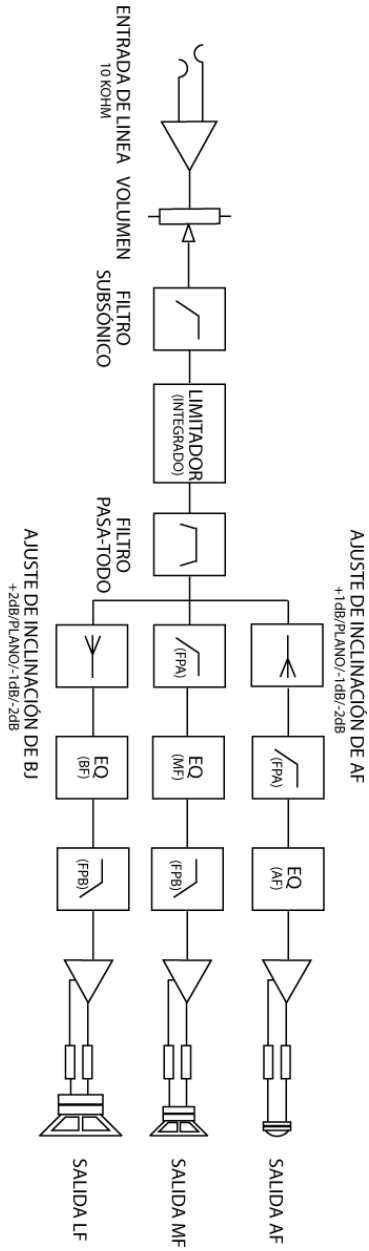 ENTRADA DE LINEA
10 KOHM
VOLUMEN
FILTRO
SUBSÓNICO
LIMITADOR
(INTEGRADO)
FILTRO
PASA-TODO
AJUSTE DE INCLINACIÓN DE AF
+1dB/PLANO/-1dB/-2dB
(FPA)
EQ
(AF)
SALIDA AF
(FPA)
EQ
(MF)
(FPB)
SALIDA MF
AJUSTE DE INCLINACIÓN DE BJ
+2dB/PLANO/-1dB/-2dB
EQ
(BF)
(FPB)
SALIDA LF